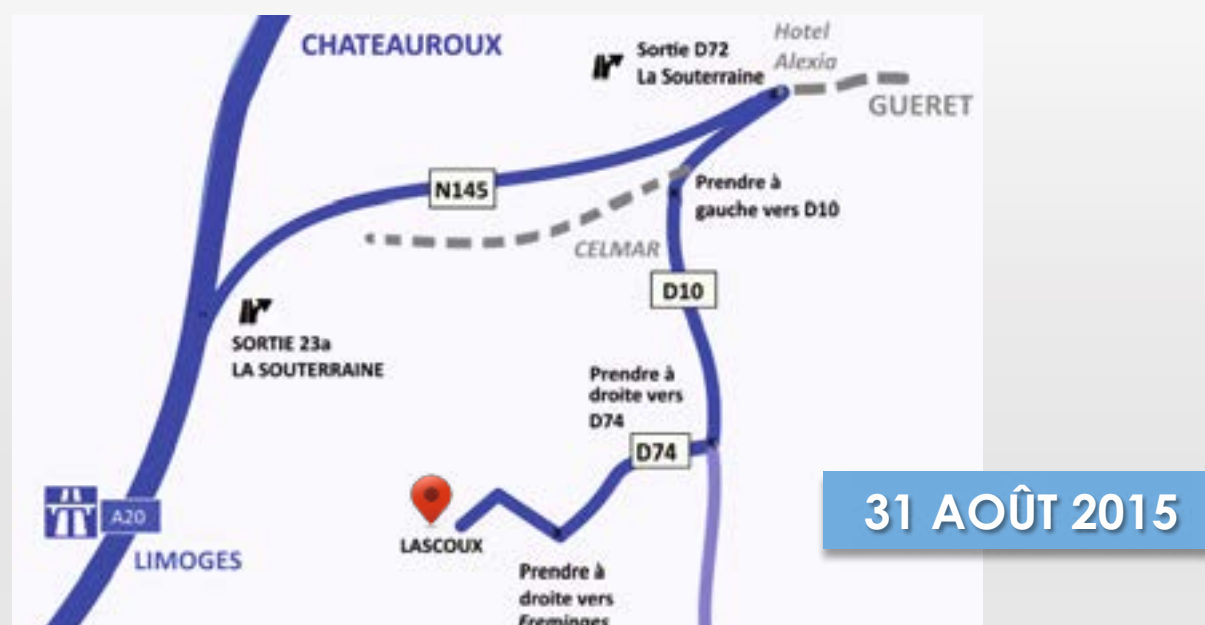 CHATEAUROUX
Sortie D72
La Souterraine
Hotel
Alexia
GUERET
N145
Prendre à
gauche vers D10
CELMAR
D10
SORTIE 23a
LA SOUTERRAINE
Prendre à
droite vers
D74
D74
A20
LIMOGES
LASCOUX
Prendre à
droite vers
31 AOÛT 2015